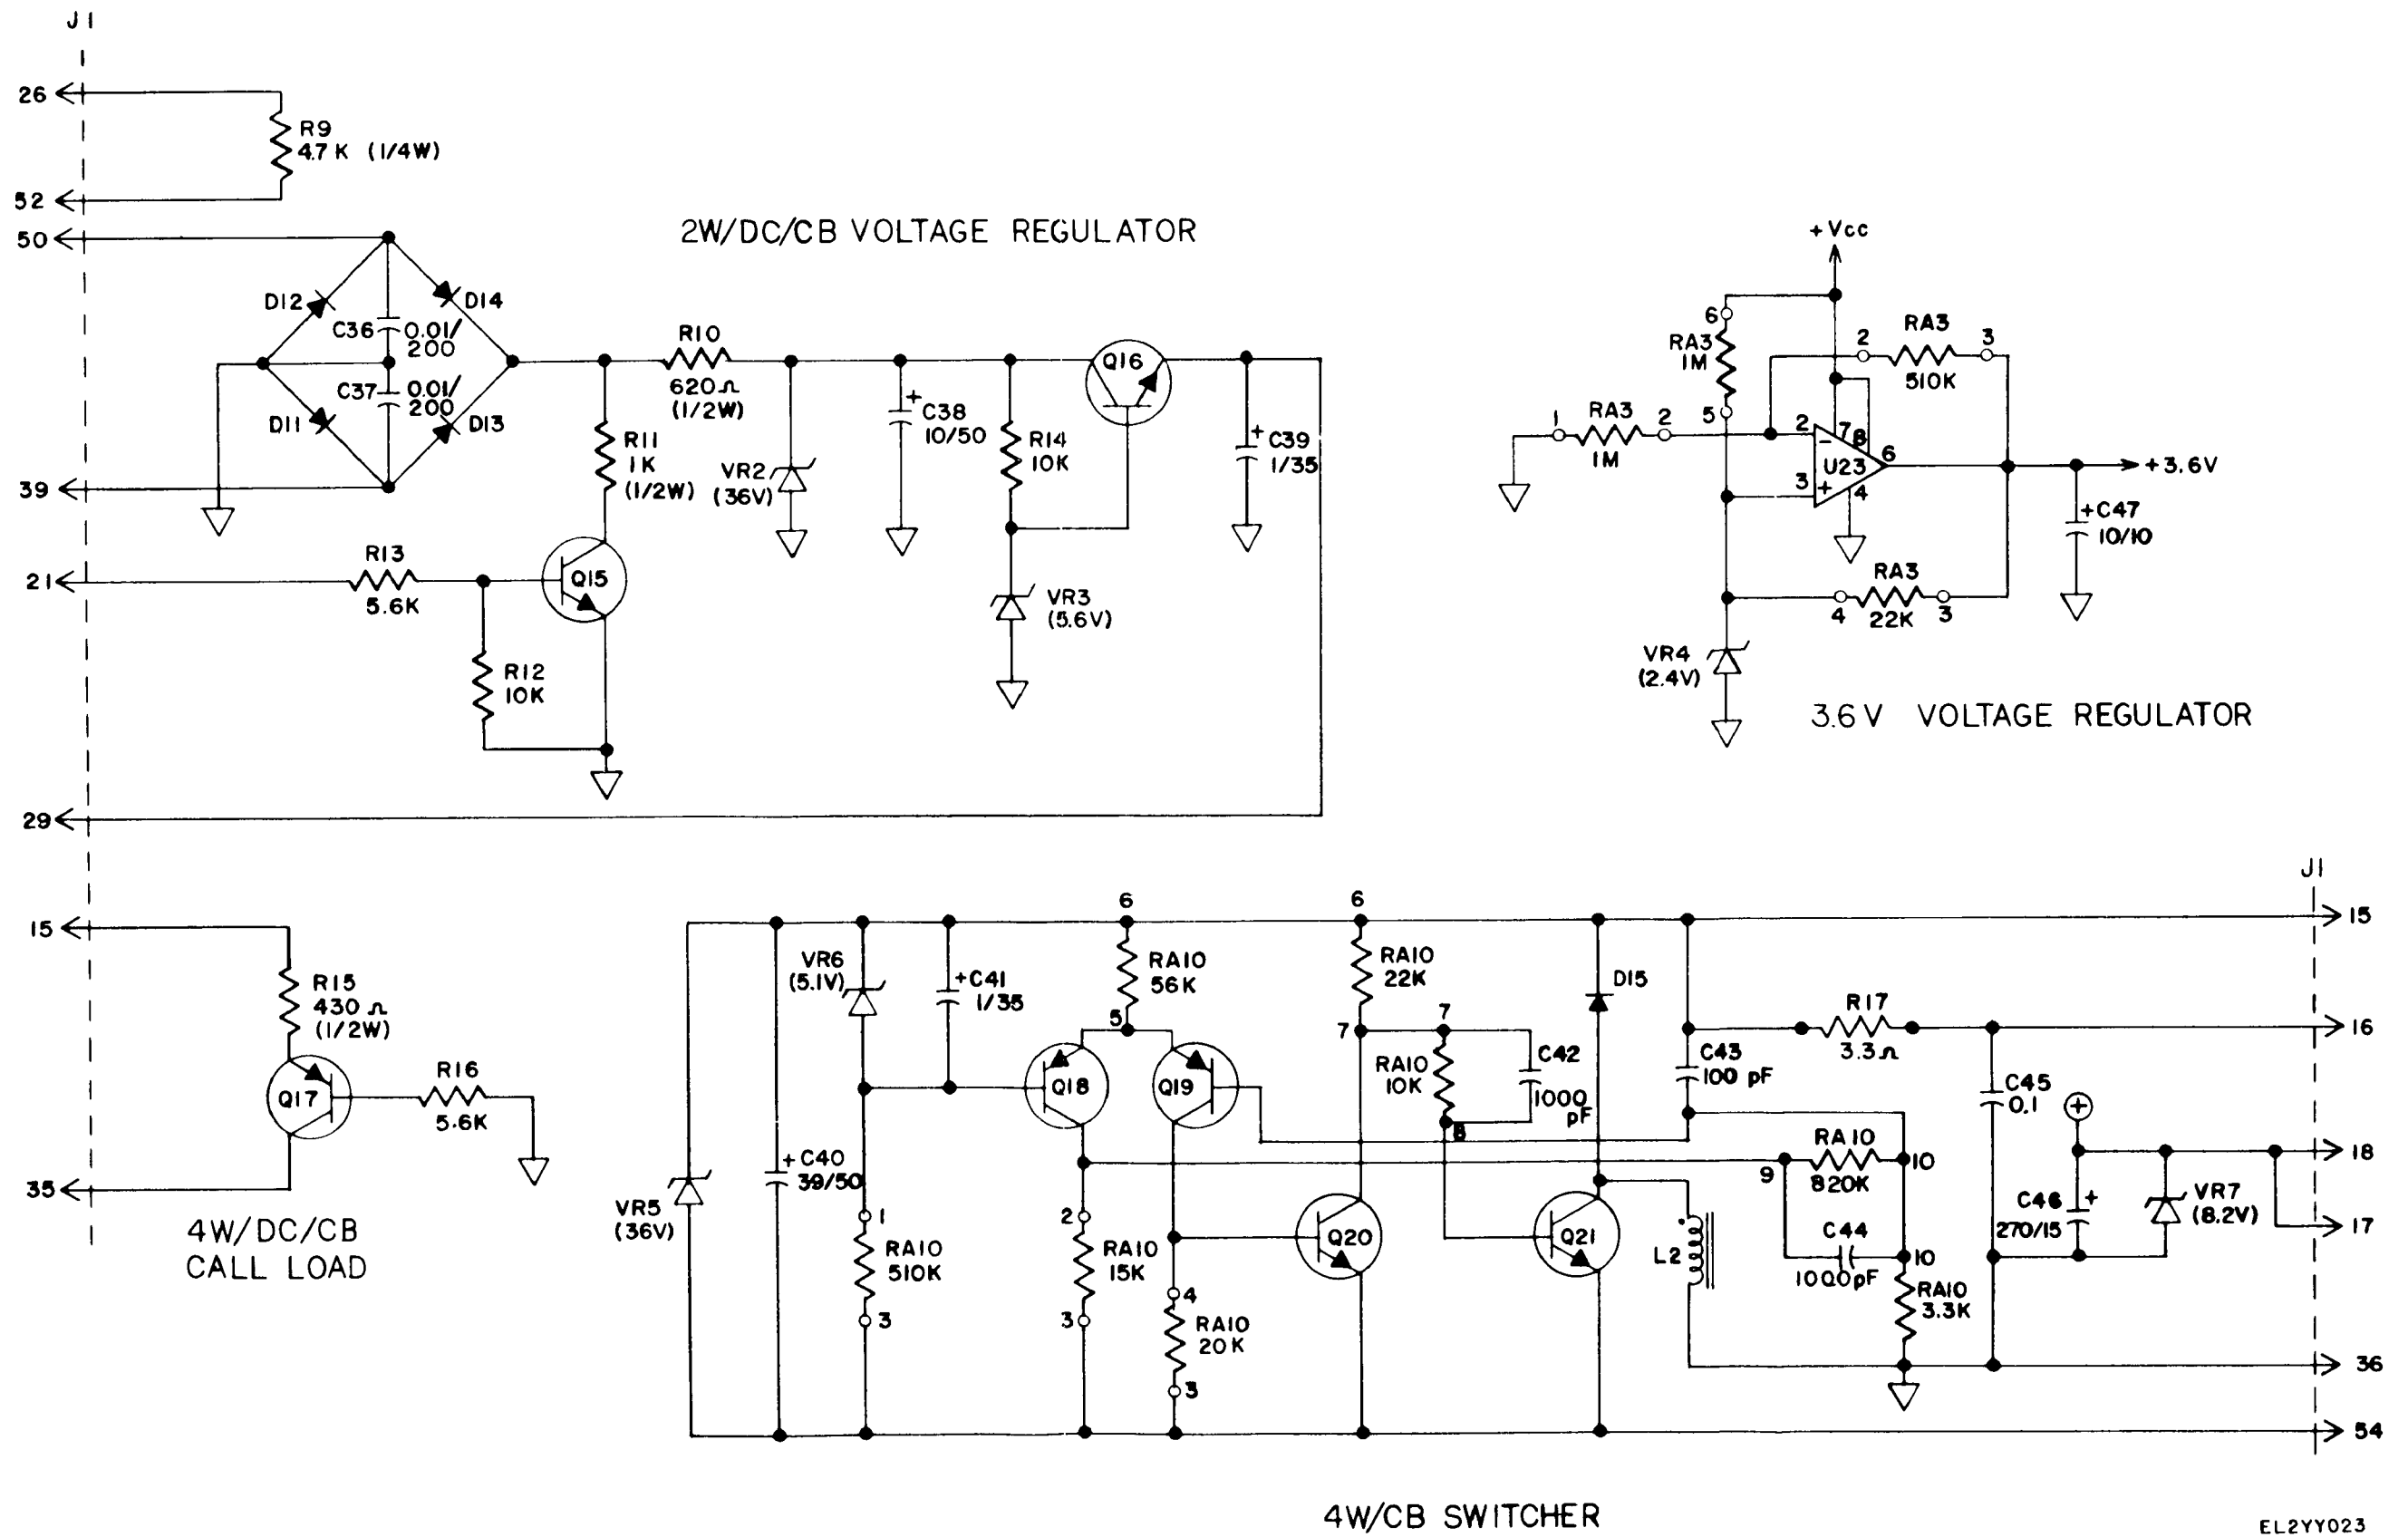 J1
26
R9
4.7 K (1/4W)
52
50
2W/DC/CB VOLTAGE REGULATOR
D12
D14
C36
0.01/
200
C37
0.01/
200
D11
D13
39
R10
620Ω
(1/2W)
R11
1K
(1/2W)
VR2
(36V)
+
C38
10/50
R14
10K
Q16
+
C39
1/35
21
R13
5.6K
Q15
R12
10K
VR3
(5.6V)
29
+Vcc
6
RA3
1M
5
2
RA3
3
510K
1
RA3
2
1M
2
-
7
8
U23
6
3
+
4
+3.6V
+C47
10/10
RA3
4
22K
3
VR4
(2.4V)
3.6V VOLTAGE REGULATOR
15
R15
430 Ω
(1/2W)
Q17
R16
5.6K
35
4W/DC/CB
CALL LOAD
J1
15
6
6
VR6
(5.1V)
+C41
1/35
RA10
56K
5
RA10
22K
7
7
D15
R17
3.3Ω
16
Q18
Q19
RA10
10K
8
C42
1000
pF
C43
100 pF
C45
0.1
+
18
RA10
9
820K
10
VR5
(36V)
+C40
39/50
1
RA10
510K
3
2
RA10
15K
3
4
RA10
20K
3
Q20
Q21
L2
C44
1000pF
10
RA10
3.3K
C46
+
270/15
VR7
(8.2V)
17
36
54
4W/CB SWITCHER
EL2YY023